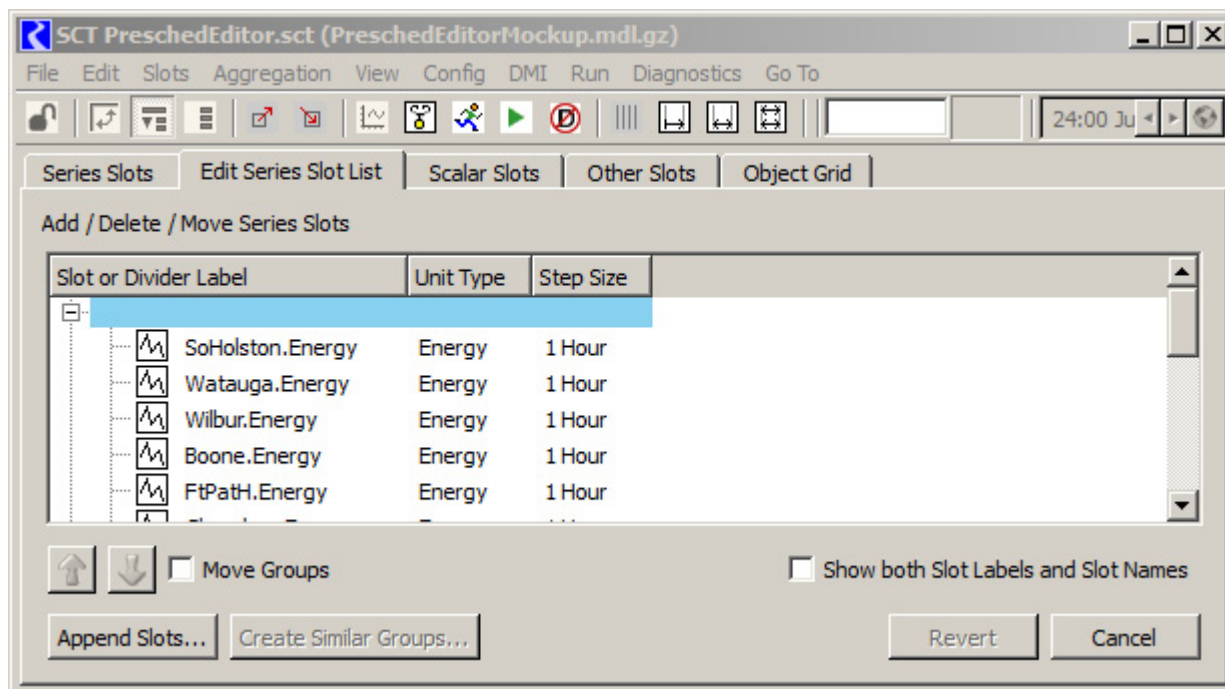 SCT PreschedEditor.sct (PreschedEditorMockup.mdl.gz)
File Edit Slots Aggregation View Config DMI Run Diagnostics Go To
D 24:00 Ju
Series Slots Edit Series Slot List Scalar Slots Other Slots Object Grid
Add / Delete / Move Series Slots
Slot or Divider Label Unit Type Step Size
SoHolston.Energy Energy 1 Hour
Watauga.Energy Energy 1 Hour
Wilbur.Energy Energy 1 Hour
Boone.Energy Energy 1 Hour
FtPatH.Energy Energy 1 Hour
Move Groups Show both Slot Labels and Slot Names
Append Slots... Create Similar Groups... Revert Cancel